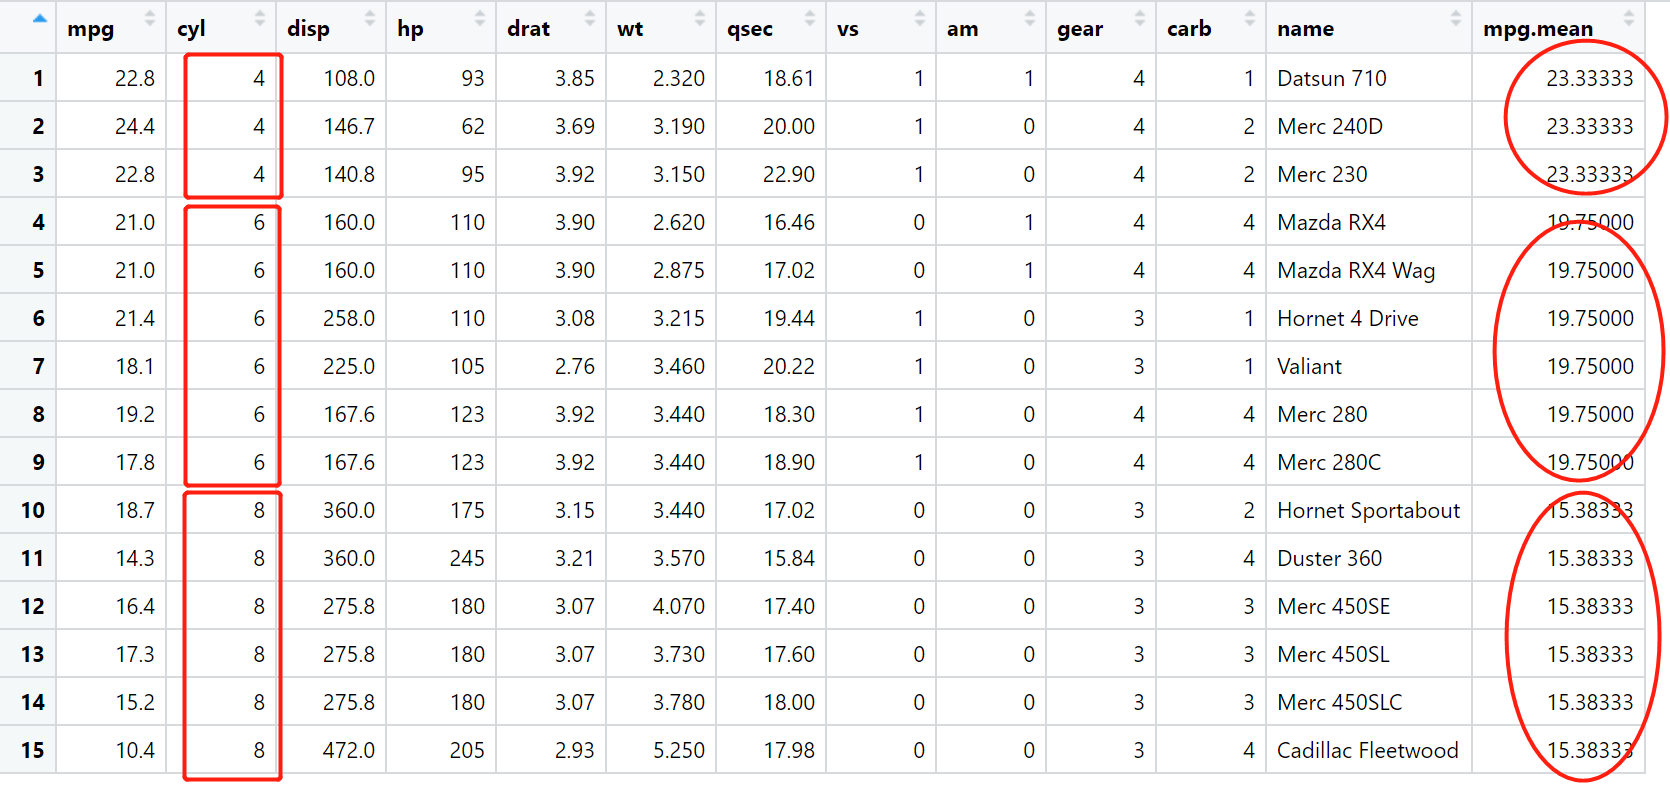 mpg cyl disp hp drat wt qsec vs am gear carb name mpg.mean
1 22.8 4 108.0 93 3.85 2.320 18.61 1 1 4 1 Datsun 710 23.33333
2 24.4 4 146.7 62 3.69 3.190 20.00 1 0 4 2 Merc 240D 23.33333
3 22.8 4 140.8 95 3.92 3.150 22.90 1 0 4 2 Merc 230 23.33333
4 21.0 6 160.0 110 3.90 2.620 16.46 0 1 4 4 Mazda RX4 19.75000
5 21.0 6 160.0 110 3.90 2.875 17.02 0 1 4 4 Mazda RX4 Wag 19.75000
6 21.4 6 258.0 110 3.08 3.215 19.44 1 0 3 1 Hornet 4 Drive 19.75000
7 18.1 6 225.0 105 2.76 3.460 20.22 1 0 3 1 Valiant 19.75000
8 19.2 6 167.6 123 3.92 3.440 18.30 1 0 4 4 Merc 280 19.75000
9 17.8 6 167.6 123 3.92 3.440 18.90 1 0 4 4 Merc 280C 19.75000
10 18.7 8 360.0 175 3.15 3.440 17.02 0 0 3 2 Hornet Sportabout 15.38333
11 14.3 8 360.0 245 3.21 3.570 15.84 0 0 3 4 Duster 360 15.38333
12 16.4 8 275.8 180 3.07 4.070 17.40 0 0 3 3 Merc 450SE 15.38333
13 17.3 8 275.8 180 3.07 3.730 17.60 0 0 3 3 Merc 450SL 15.38333
14 15.2 8 275.8 180 3.07 3.780 18.00 0 0 3 3 Merc 450SLC 15.38333
15 10.4 8 472.0 205 2.93 5.250 17.98 0 0 3 4 Cadillac Fleetwood 15.38333